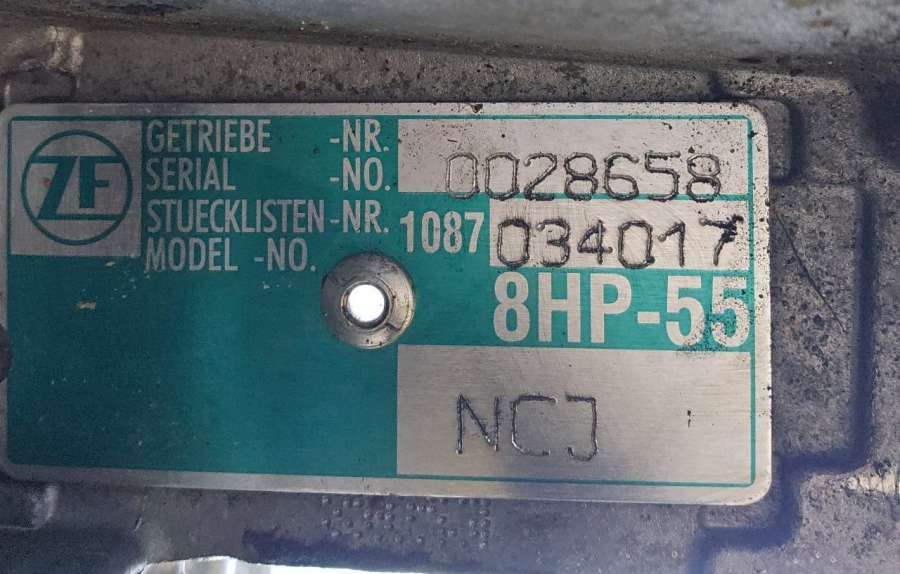 ZF
GETRIEBE -NR.
SERIAL -NO. 0028658
STUECKLISTEN-NR. 1087 034017
MODEL -NO.
8HP-55
NCJ